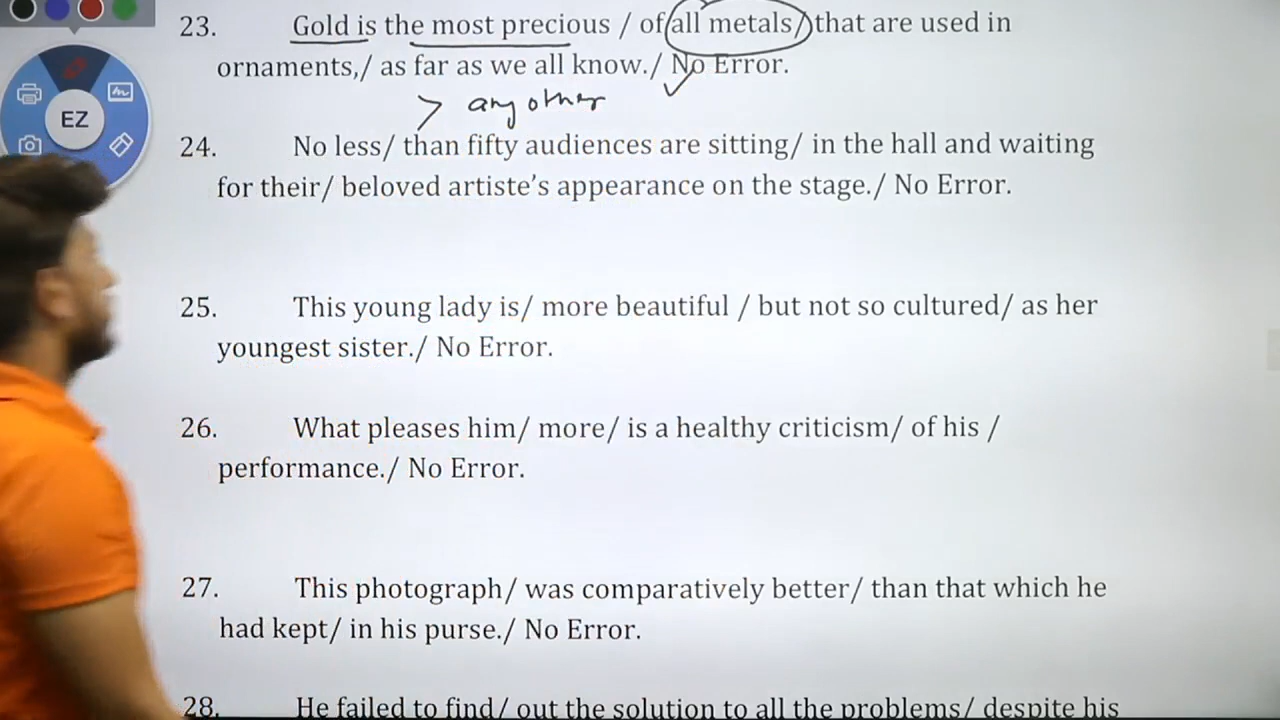 23. Gold is the most precious / of all metals/ that are used in
ornaments,/ as far as we all know./ No Error.
> any other
EZ
24. No less/ than fifty audiences are sitting/ in the hall and waiting
for their/ beloved artiste's appearance on the stage./ No Error.
25. This young lady is/ more beautiful / but not so cultured/ as her
youngest sister./ No Error.
26. What pleases him/ more/ is a healthy criticism/ of his /
performance./ No Error.
27. This photograph/ was comparatively better/ than that which he
had kept/ in his purse./ No Error.
28. He failed to find/ out the solution to all the problems/ despite his